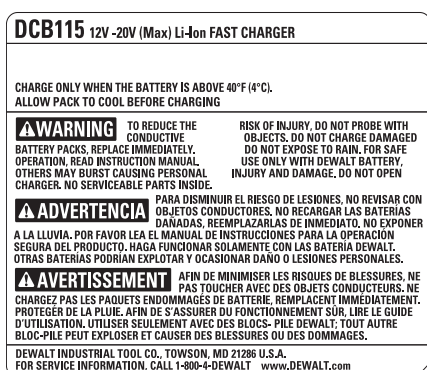 DCB115 12V -20V (Max) Li-Ion FAST CHARGER
CHARGE ONLY WHEN THE BATTERY IS ABOVE 40°F (4°C).
ALLOW PACK TO COOL BEFORE CHARGING
WARNING TO REDUCE THE RISK OF INJURY, DO NOT PROBE WITH
CONDUCTIVE OBJECTS. DO NOT CHARGE DAMAGED
BATTERY PACKS, REPLACE IMMEDIATELY. DO NOT EXPOSE TO RAIN. FOR SAFE
OPERATION, READ INSTRUCTION MANUAL. USE ONLY WITH DEWALT BATTERY,
OTHERS MAY BURST CAUSING PERSONAL INJURY AND DAMAGE. DO NOT OPEN
CHARGER. NO SERVICEABLE PARTS INSIDE.
ADVERTENCIA PARA DISMINUIR EL RIESGO DE LESIONES, NO REVISAR CON
OBJETOS CONDUCTORES. NO RECARGAR LAS BATERÍAS
DAÑADAS, REEMPLAZARLAS DE INMEDIATO. NO EXPONER
A LA LLUVIA. POR FAVOR LEA EL MANUAL DE INSTRUCCIONES PARA LA OPERACIÓN
SEGURA DEL PRODUCTO. HAGA FUNCIONAR SOLAMENTE CON LAS BATERÍA DEWALT.
OTRAS BATERÍAS PODRÍAN EXPLOTAR Y OCASIONAR DAÑO O LESIONES PERSONALES.
AVERTISSEMENT AFIN DE MINIMISER LES RISQUES DE BLESSURES, NE
PAS TOUCHER AVEC DES OBJETS CONDUCTEURS. NE
CHARGEZ PAS LES PAQUETS ENDOMMAGÉS DE BATTERIE, REMPLACENT IMMÉDIATEMENT.
PROTEGÉR DE LA PLUIE. AFIN DE S'ASSURER DU FONCTIONNEMENT SÛR, LIRE LE GUIDE
D'UTILISATION. UTILISER SEULEMENT AVEC DES BLOCS- PILE DEWALT; TOUT AUTRE
BLOC-PILE PEUT EXPLOSER ET CAUSER DES BLESSURES OU DES DOMMAGES.
DEWALT INDUSTRIAL TOOL CO., TOWSON, MD 21286 U.S.A.
FOR SERVICE INFORMATION, CALL 1-800-4-DEWALT www.DEWALT.com